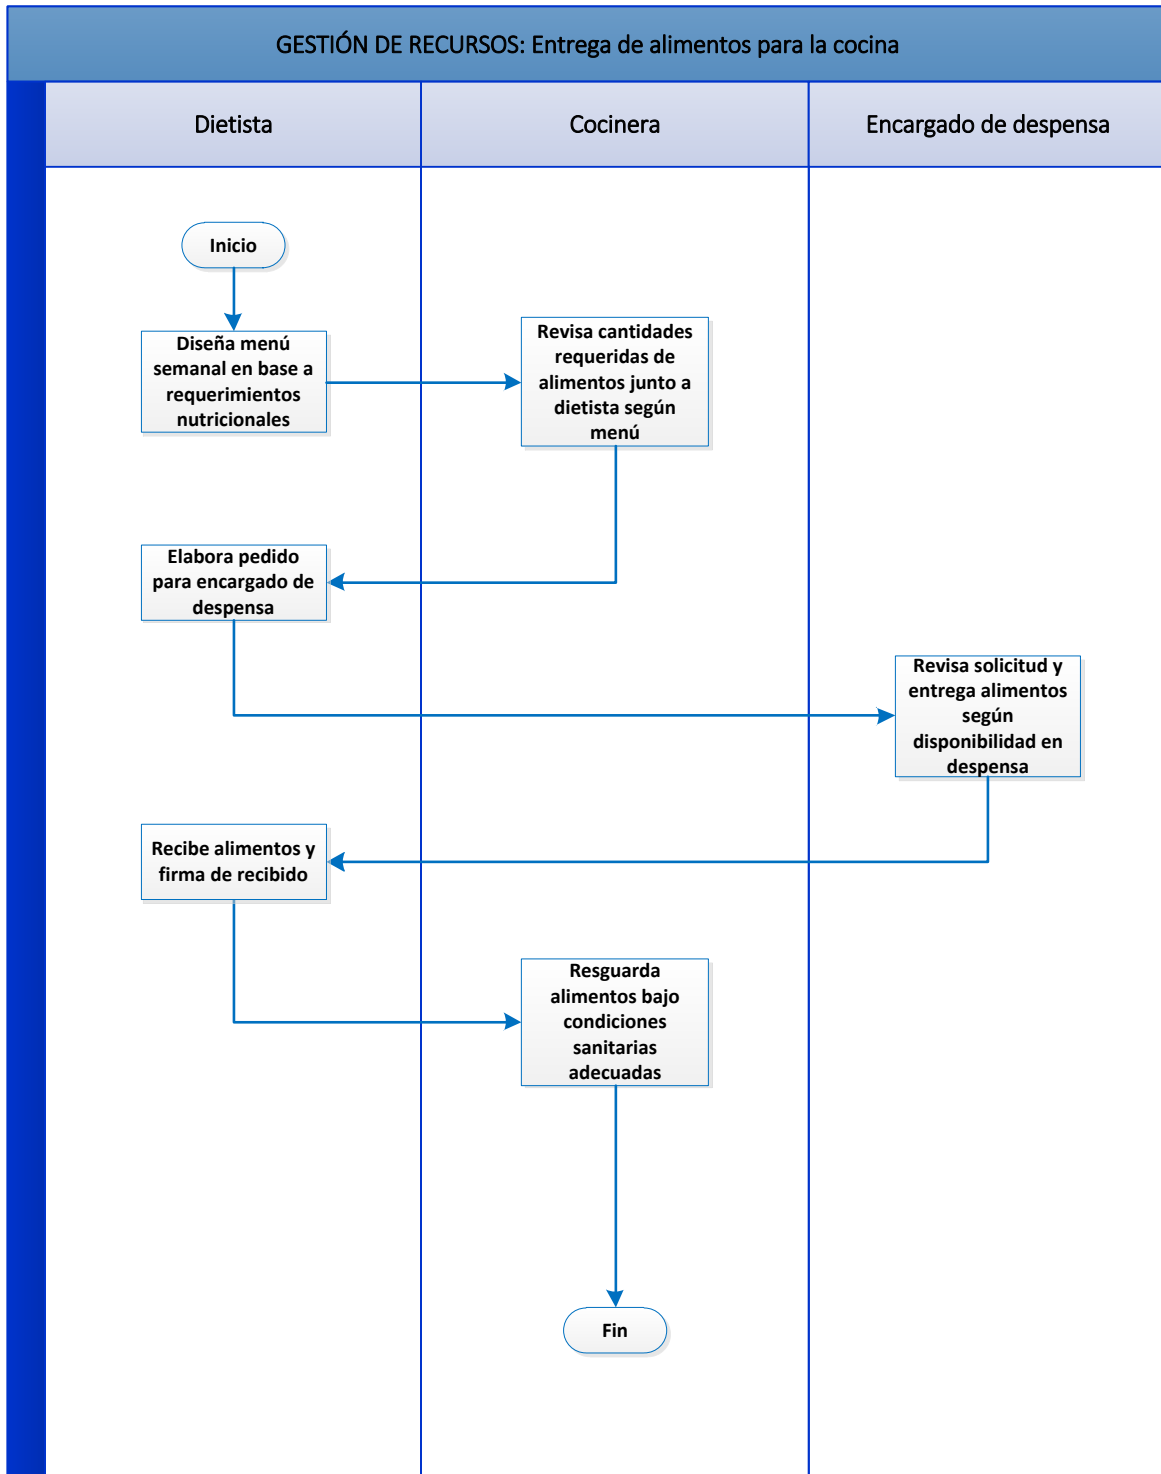 GESTIÓN DE RECURSOS: Entrega de alimentos para la cocina
Dietista
Cocinera
Encargado de despensa
Inicio
Diseña menú
semanal en base a
requerimientos
nutricionales
Revisa cantidades
requeridas de
alimentos junto a
dietista según
menú
Elabora pedido
para encargado de
despensa
Revisa solicitud y
entrega alimentos
según
disponibilidad en
despensa
Recibe alimentos y
firma de recibido
Resguarda
alimentos bajo
condiciones
sanitarias
adecuadas
Fin